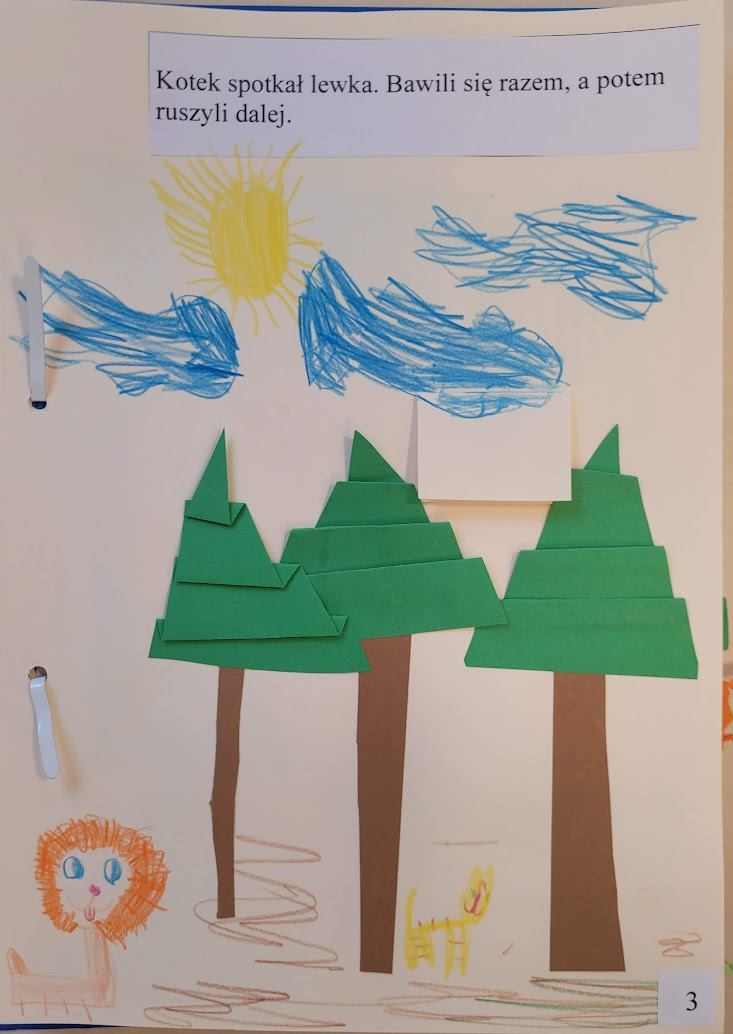 Kotek spotkał lewka. Bawili się razem, a potem
ruszyli dalej.
3